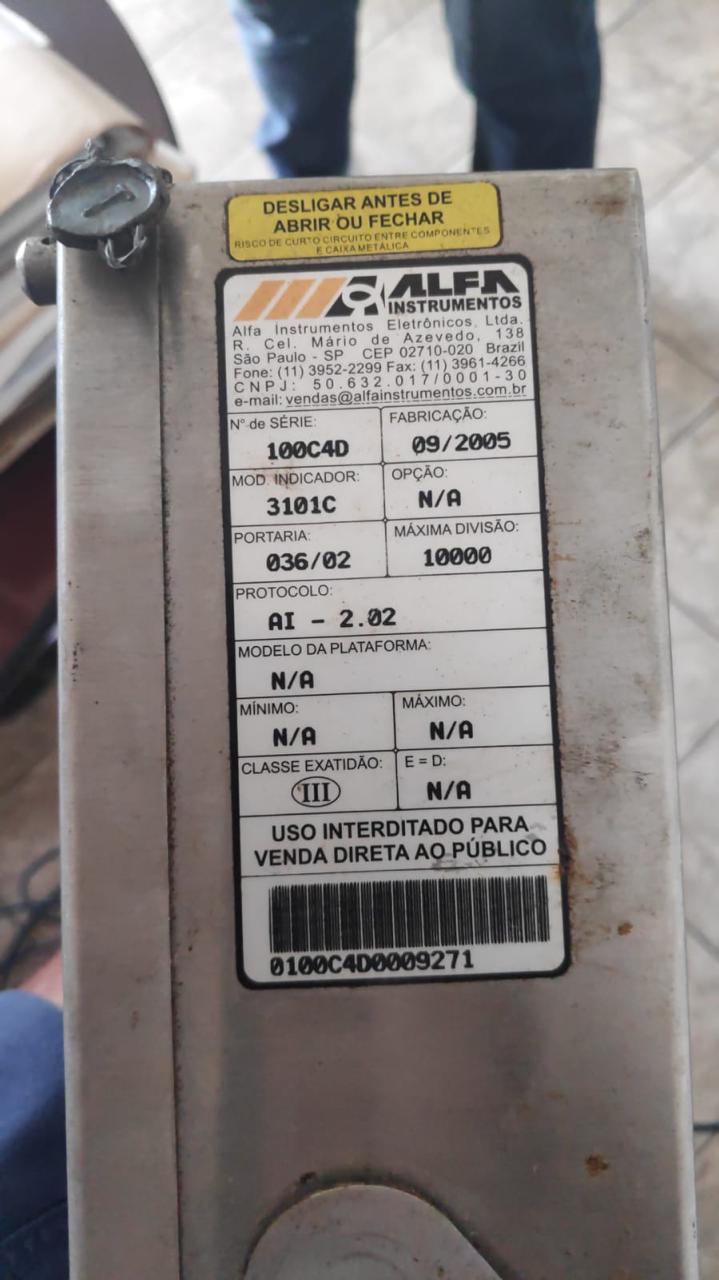 DESLIGAR ANTES DE
ABRIR OU FECHAR
RISCO DE CURTO CIRCUITO ENTRE COMPONENTES
E CAIXA METÁLICA
ALFA
INSTRUMENTOS
Alfa Instrumentos Eletrônicos Ltda.
R. Cel. Mário de Azevedo, 138
São Paulo - SP CEP 02710-020 Brazil
Fone: (11) 3952-2299 Fax: (11) 3961-4266
CNPJ: 50.632.017/0001-30
e-mail: vendas@alfainstrumentos.com.br
N° de SÉRIE: FABRICAÇÃO:
100C4D 09/2005
MOD. INDICADOR: OPÇÃO:
3101C N/A
PORTARIA: MÁXIMA DIVISÃO:
036/02 10000
PROTOCOLO:
AI - 2.02
MODELO DA PLATAFORMA:
N/A
MÍNIMO: MÁXIMO:
N/A N/A
CLASSE EXATIDÃO: E = D:
III N/A
USO INTERDITADO PARA
VENDA DIRETA AO PÚBLICO
0100C4D0009271